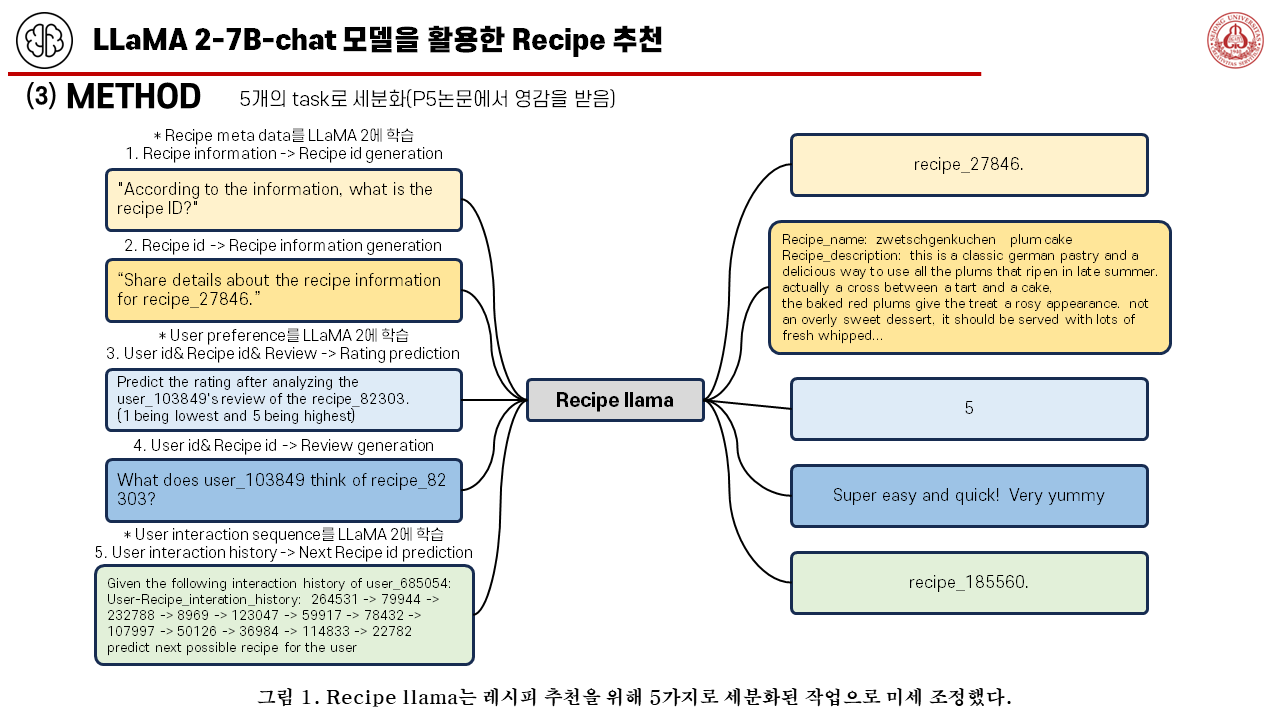 LLaMA 2-7B-chat 모델을 활용한 Recipe 추천
SEJONG UNIVERSITY
(3) METHOD
5개의 task로 세분화(P5논문에서 영감을 받음)
* Recipe meta data를 LLaMA 2에 학습
1. Recipe information -> Recipe id generation
"According to the information, what is the
recipe ID?"
2. Recipe id -> Recipe information generation
“Share details about the recipe information
for recipe_27846.”
* User preference를 LLaMA 2에 학습
3. User id& Recipe id& Review -> Rating prediction
Predict the rating after analyzing the
user_103849's review of the recipe_82303.
(1 being lowest and 5 being highest)
4. User id& Recipe id -> Review generation
What does user_103849 think of recipe_82
303?
* User interaction sequence를 LLaMA 2에 학습
5. User interaction history -> Next Recipe id prediction
Given the following interaction history of user_685054:
User-Recipe_interation_history: 264531 -> 79944 ->
232788 -> 8969 -> 123047 -> 59917 -> 78432 ->
107997 -> 50126 -> 36984 -> 114833 -> 22782
predict next possible recipe for the user
Recipe llama
recipe_27846.
Recipe_name: zwetschgenkuchen plum cake
Recipe_description: this is a classic german pastry and a
delicious way to use all the plums that ripen in late summer.
actually a cross between a tart and a cake.
the baked red plums give the treat a rosy appearance. not
an overly sweet dessert, it should be served with lots of
fresh whipped...
5
Super easy and quick! Very yummy
recipe_185560.
그림 1. Recipe llama는 레시피 추천을 위해 5가지로 세분화된 작업으로 미세 조정했다.